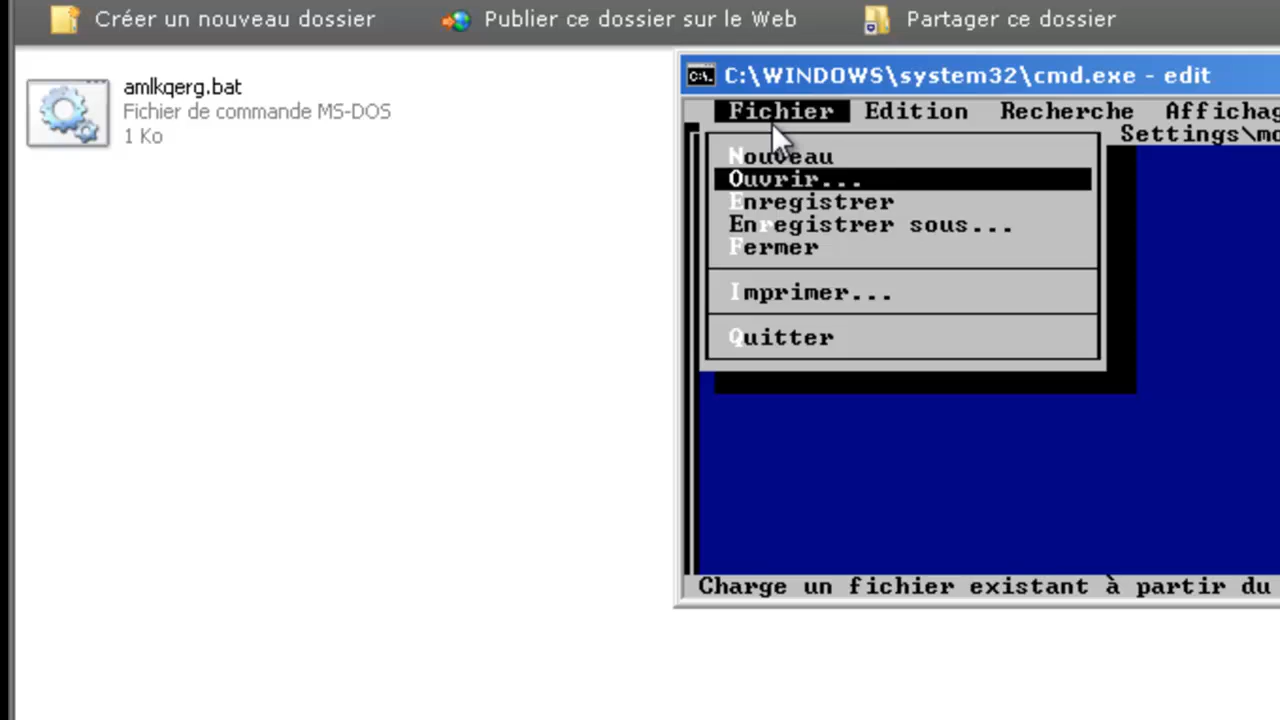 Créer un nouveau dossier
Publier ce dossier sur le Web
Partager ce dossier
amlkqerg.bat
Fichier de commande MS-DOS
1 Ko
C:\WINDOWS\system32\cmd.exe - edit
Fichier Edition Recherche Affichag
Settings\mo
Nouveau
Ouvrir...
Enregistrer
Enregistrer sous...
Fermer
Imprimer...
Quitter
Charge un fichier existant à partir du